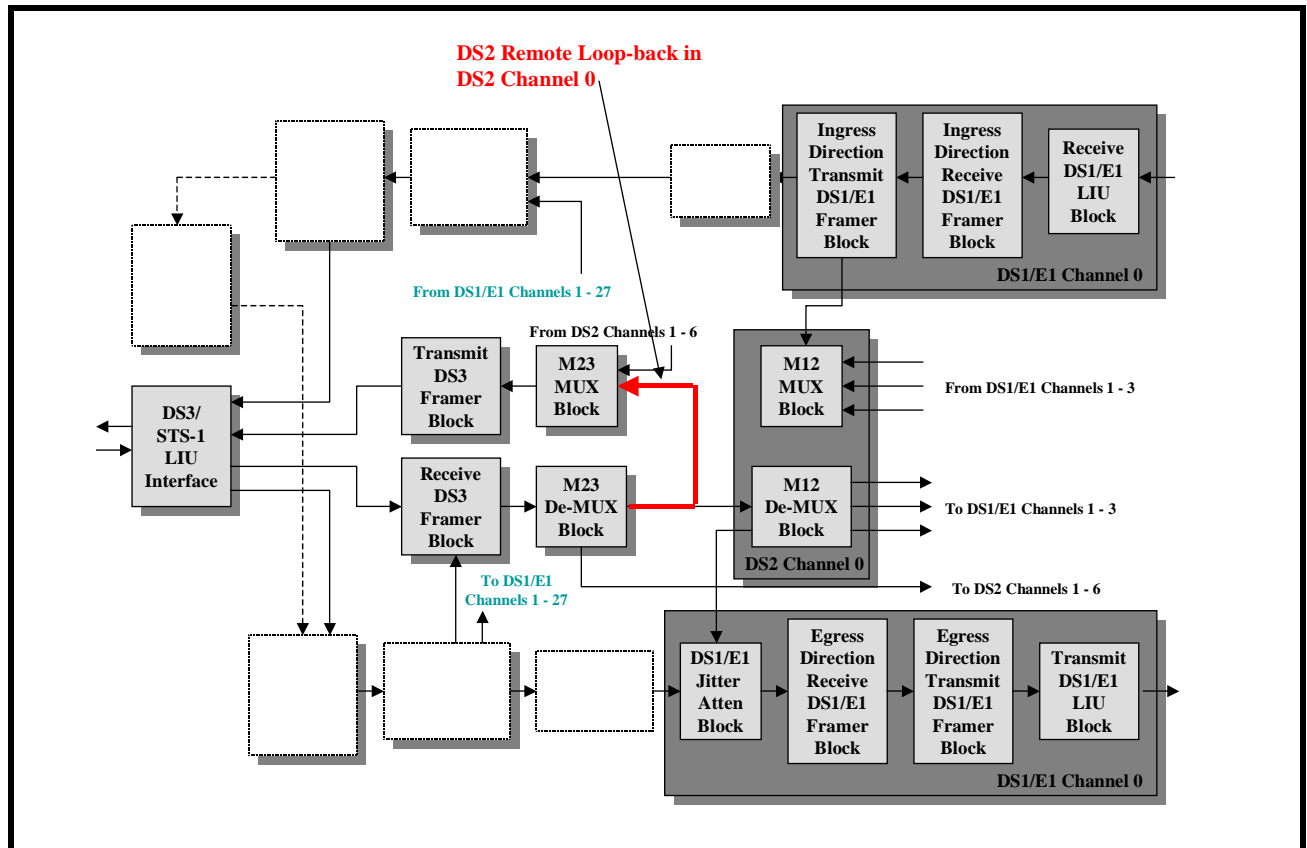 DS2 Remote Loop-back in
DS2 Channel 0
Ingress
Direction
Transmit
DS1/E1
Framer
Block
Ingress
Direction
Receive
DS1/E1
Framer
Block
Receive
DS1/E1
LIU
Block
DS1/E1 Channel 0
From DS1/E1 Channels 1 - 27
From DS2 Channels 1 - 6
Transmit
DS3
Framer
Block
M23
MUX
Block
M12
MUX
Block
From DS1/E1 Channels 1 - 3
DS3/
STS-1
LIU
Interface
Receive
DS3
Framer
Block
M23
De-MUX
Block
M12
De-MUX
Block
To DS1/E1 Channels 1 - 3
DS2 Channel 0
To DS1/E1
Channels 1 - 27
To DS2 Channels 1 - 6
DS1/E1
Jitter
Atten
Block
Egress
Direction
Receive
DS1/E1
Framer
Block
Egress
Direction
Transmit
DS1/E1
Framer
Block
Transmit
DS1/E1
LIU
Block
DS1/E1 Channel 0